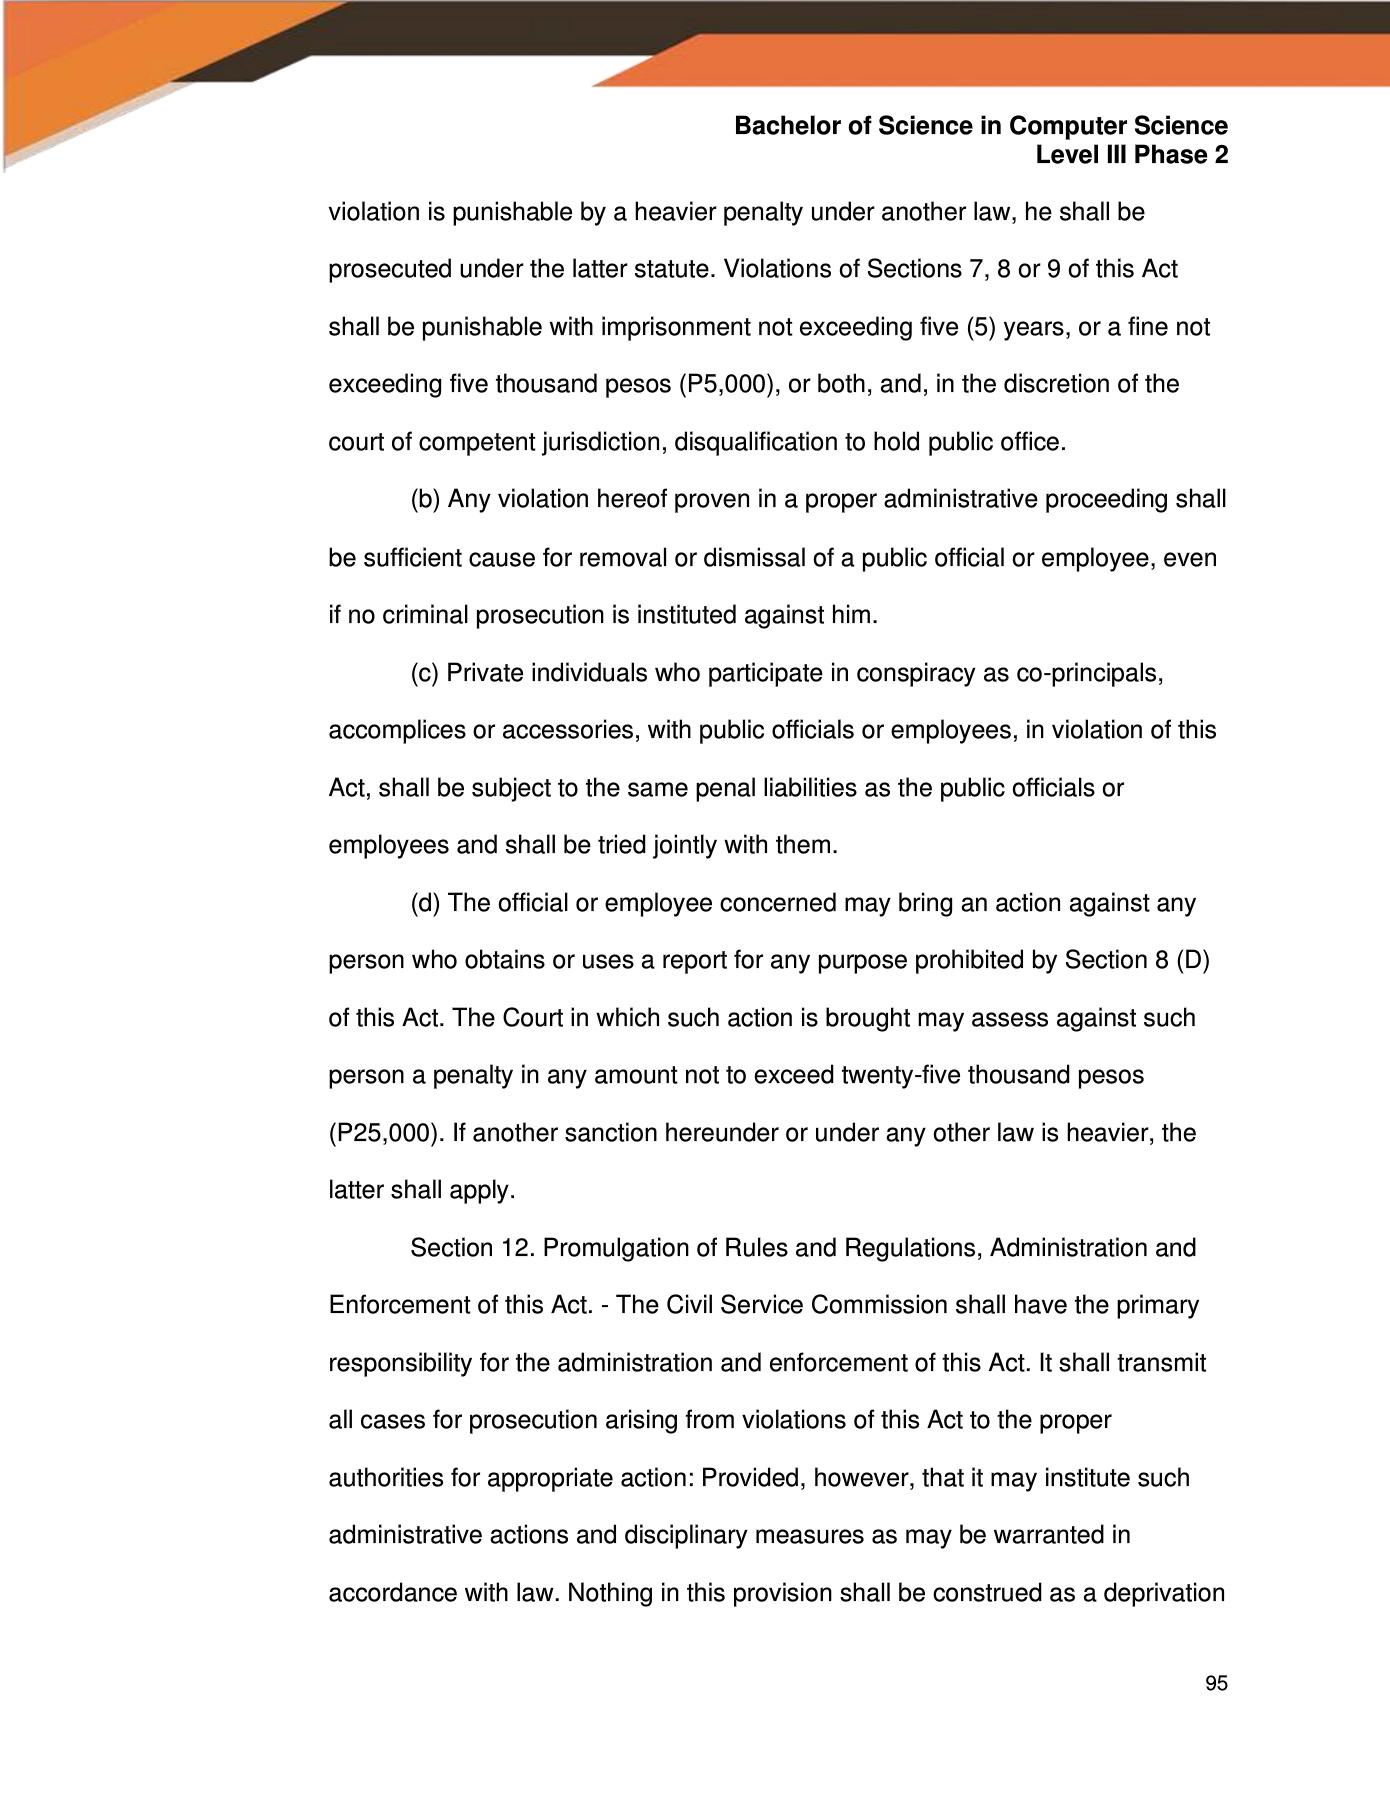 Bachelor of Science in Computer Science
Level III Phase 2
violation is punishable by a heavier penalty under another law, he shall be
prosecuted under the latter statute. Violations of Sections 7, 8 or 9 of this Act
shall be punishable with imprisonment not exceeding five (5) years, or a fine not
exceeding five thousand pesos (P5,000), or both, and, in the discretion of the
court of competent jurisdiction, disqualification to hold public office.
(b) Any violation hereof proven in a proper administrative proceeding shall
be sufficient cause for removal or dismissal of a public official or employee, even
if no criminal prosecution is instituted against him.
(c) Private individuals who participate in conspiracy as co-principals,
accomplices or accessories, with public officials or employees, in violation of this
Act, shall be subject to the same penal liabilities as the public officials or
employees and shall be tried jointly with them.
(d) The official or employee concerned may bring an action against any
person who obtains or uses a report for any purpose prohibited by Section 8 (D)
of this Act. The Court in which such action is brought may assess against such
person a penalty in any amount not to exceed twenty-five thousand pesos
(P25,000). If another sanction hereunder or under any other law is heavier, the
latter shall apply.
Section 12. Promulgation of Rules and Regulations, Administration and
Enforcement of this Act. - The Civil Service Commission shall have the primary
responsibility for the administration and enforcement of this Act. It shall transmit
all cases for prosecution arising from violations of this Act to the proper
authorities for appropriate action: Provided, however, that it may institute such
administrative actions and disciplinary measures as may be warranted in
accordance with law. Nothing in this provision shall be construed as a deprivation
95